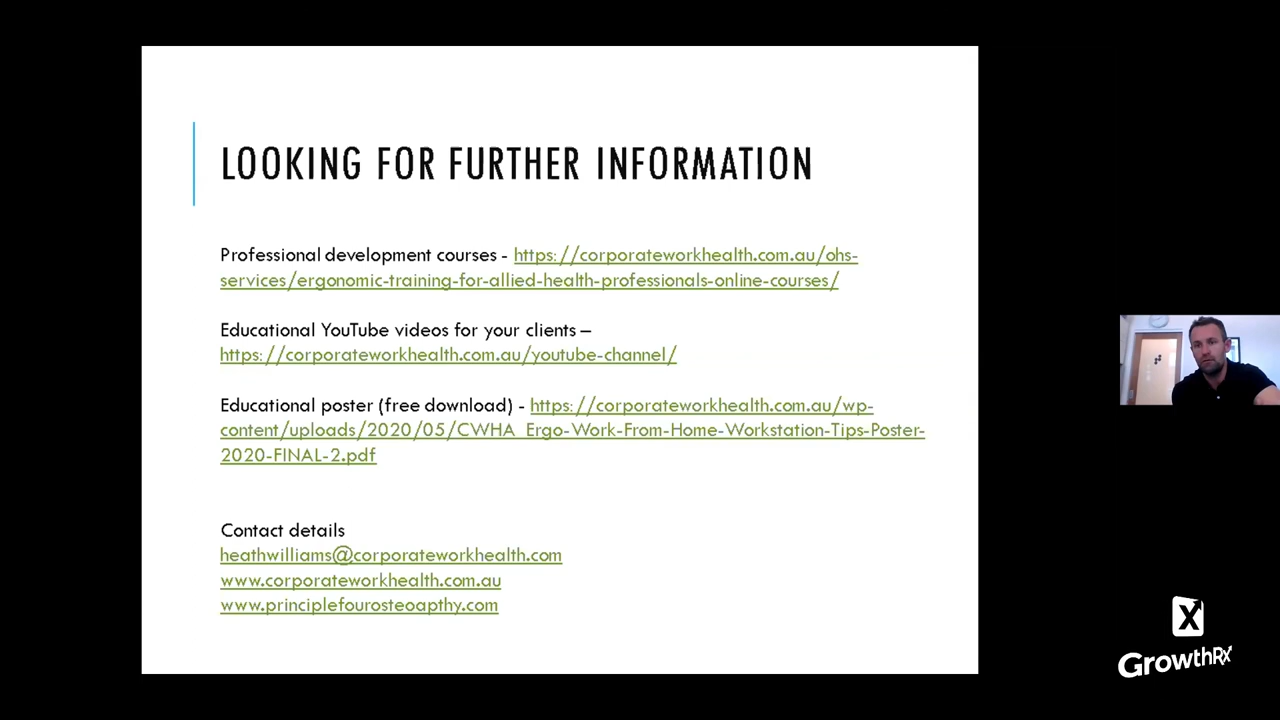 LOOKING FOR FURTHER INFORMATION
Professional development courses - https://corporateworkhealth.com.au/ohs-
services/ergonomic-training-for-allied-health-professionals-online-courses/
Educational YouTube videos for your clients –
https://corporateworkhealth.com.au/youtube-channel/
Educational poster (free download) - https://corporateworkhealth.com.au/wp-
content/uploads/2020/05/CWHA_Ergo-Work-From-Home-Workstation-Tips-Poster-
2020-FINAL-2.pdf
Contact details
heathwilliams@corporateworkhealth.com
www.corporateworkhealth.com.au
www.principlefourosteoapthy.com
X
GrowthRx